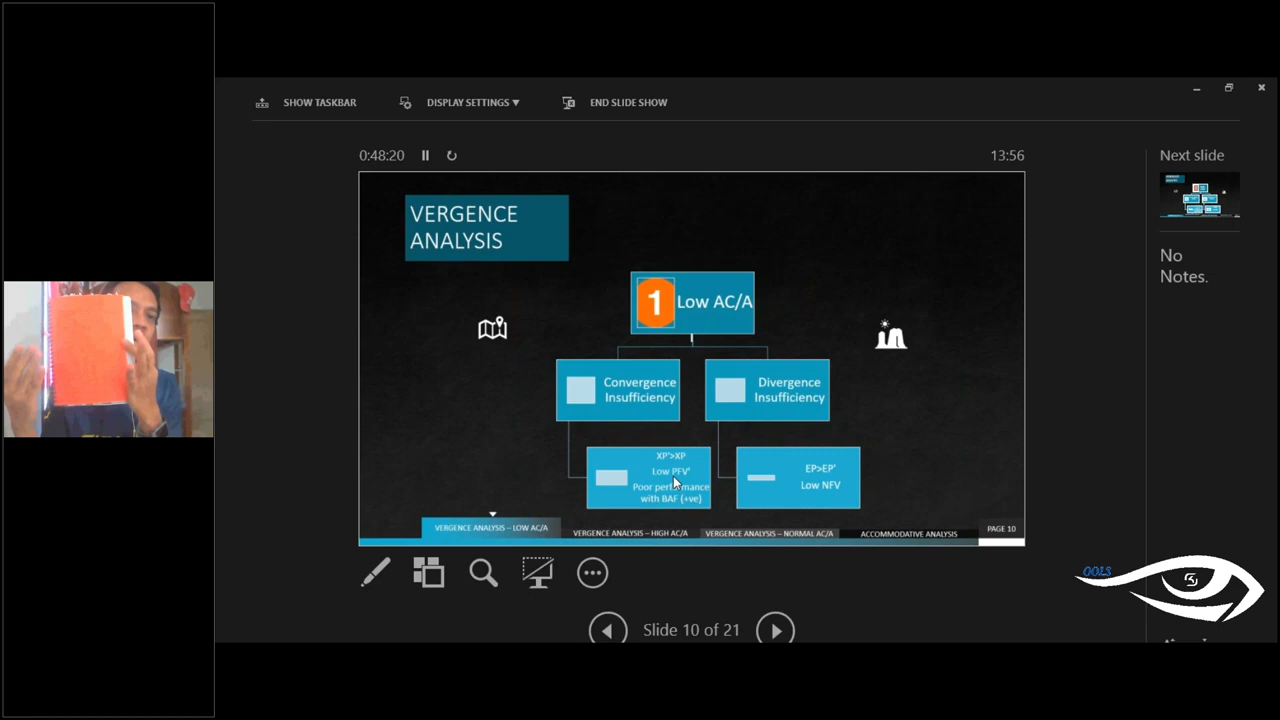 SHOW TASKBAR
DISPLAY SETTINGS ▼
END SLIDE SHOW
0:48:20
13:56
Next slide
No
Notes.
VERGENCE
ANALYSIS
1
Low AC/A
Convergence
Insufficiency
Divergence
Insufficiency
XP'>XP
Low PFV'
Poor performance
with BAF (+ve)
EP>EP'
Low NFV
VERGENCE ANALYSIS – LOW AC/A
VERGENCE ANALYSIS – HIGH AC/A
VERGENCE ANALYSIS – NORMAL AC/A
ACCOMMODATIVE ANALYSIS
PAGE 10
Slide 10 of 21
OOLS